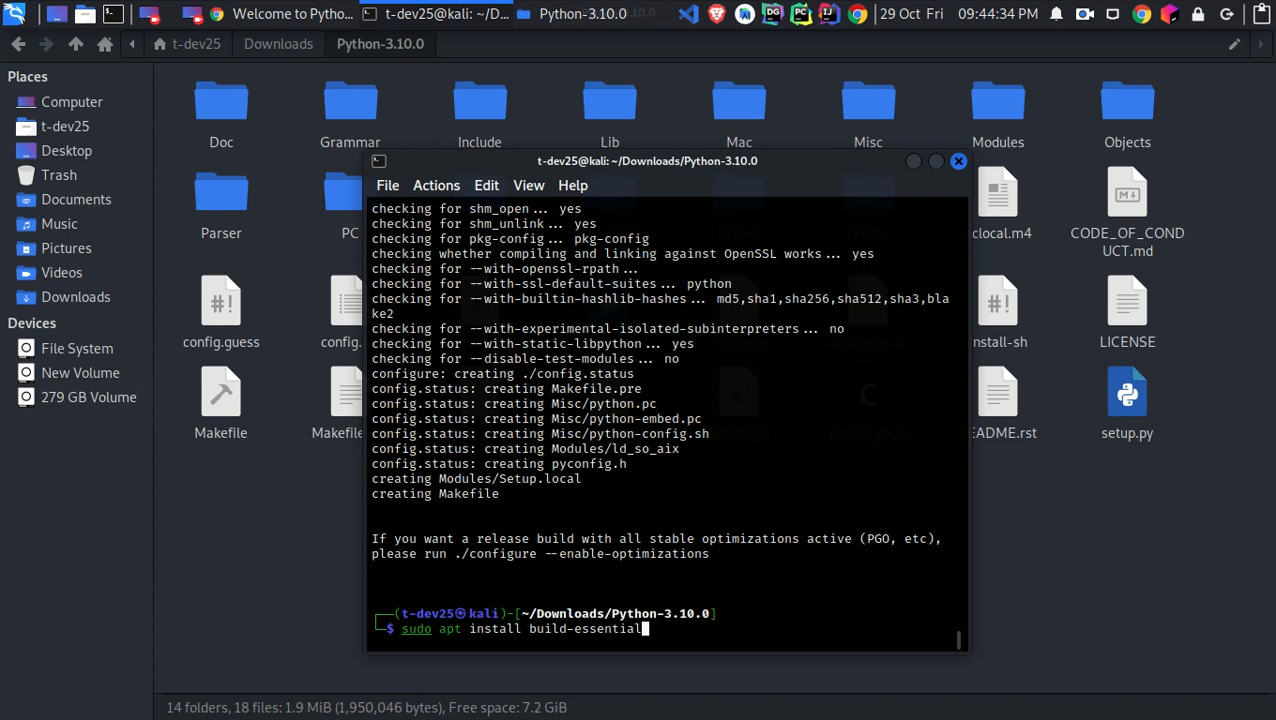 Welcome to Pytho...
t-dev25@kali: ~/D...
Python-3.10.0
29 Oct Fri
09:44:34 PM
t-dev25
Downloads
Python-3.10.0
Places
Computer
t-dev25
Desktop
Trash
Documents
Music
Pictures
Videos
Downloads
Devices
File System
New Volume
279 GB Volume
Doc
Grammar
Include
Lib
Mac
Misc
Modules
Objects
Parser
PC
clocal.m4
CODE_OF_COND
UCT.md
config.guess
config.
nstall-sh
LICENSE
Makefile
Makefile
README.rst
setup.py
t-dev25@kali: ~/Downloads/Python-3.10.0
File Actions Edit View Help
checking for shm_open... yes
checking for shm_unlink... yes
checking for pkg-config... pkg-config
checking whether compiling and linking against OpenSSL works... yes
checking for --with-openssl-rpath...
checking for --with-ssl-default-suites... python
checking for --with-builtin-hashlib-hashes... md5,sha1,sha256,sha512,sha3,bla
ke2
checking for --with-experimental-isolated-subinterpreters... no
checking for --with-static-libpython... yes
checking for --disable-test-modules... no
configure: creating ./config.status
config.status: creating Makefile.pre
config.status: creating Misc/python.pc
config.status: creating Misc/python-embed.pc
config.status: creating Misc/python-config.sh
config.status: creating Modules/ld_so_aix
config.status: creating pyconfig.h
creating Modules/Setup.local
creating Makefile
If you want a release build with all stable optimizations active (PGO, etc),
please run ./configure --enable-optimizations
(t-dev25㉿kali)-[~/Downloads/Python-3.10.0]
$ sudo apt install build-essential
14 folders, 18 files: 1.9 MiB (1,950,046 bytes), Free space: 7.2 GiB